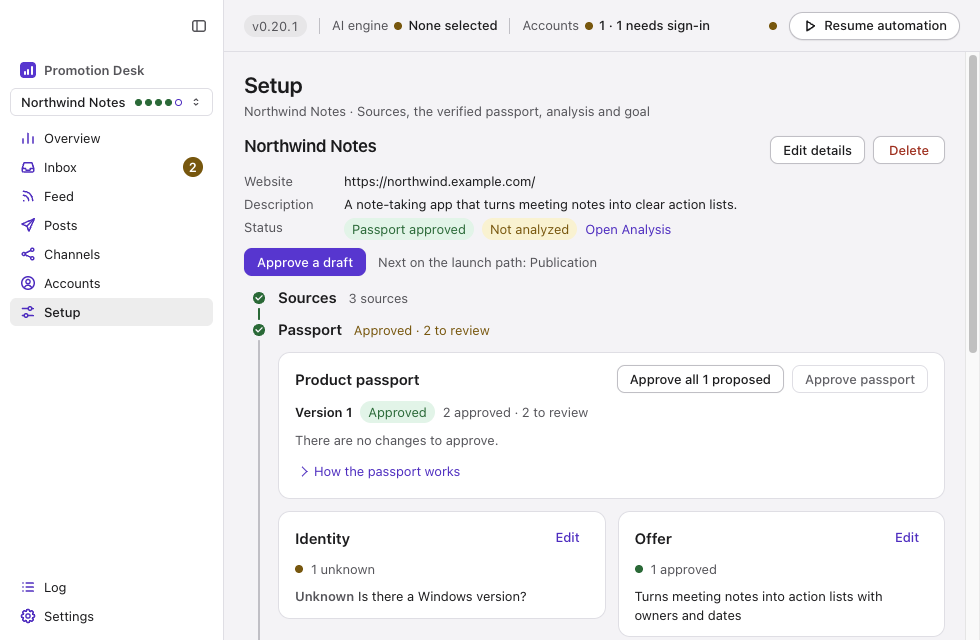 v0.20.1
AI engine None selected
Accounts 1 · 1 needs sign-in
Resume automation
Promotion Desk
Northwind Notes
Overview
Inbox 2
Feed
Posts
Channels
Accounts
Setup
Log
Settings
Setup
Northwind Notes · Sources, the verified passport, analysis and goal
Northwind Notes
Edit details
Delete
Website https://northwind.example.com/
Description A note-taking app that turns meeting notes into clear action lists.
Status Passport approved Not analyzed Open Analysis
Approve a draft Next on the launch path: Publication
Sources 3 sources
Passport Approved · 2 to review
Product passport
Approve all 1 proposed
Approve passport
Version 1 Approved 2 approved · 2 to review
There are no changes to approve.
How the passport works
Identity Edit
1 unknown
Unknown Is there a Windows version?
Offer Edit
1 approved
Turns meeting notes into action lists with
owners and dates